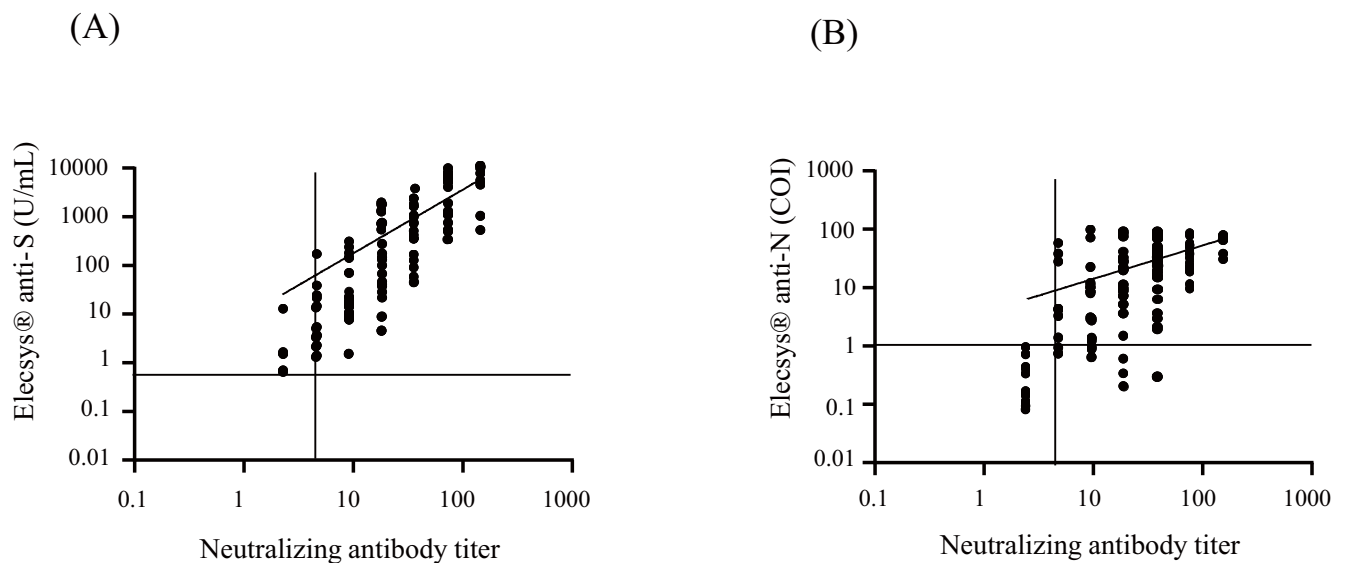 (A)
Elecsys® anti-S (U/mL)
10000
1000
100
10
1
0.1
0.01
0.1 1 10 100 1000
Neutralizing antibody titer
(B)
Elecsys® anti-N (COI)
1000
100
10
1
0.1
0.01
0.1 1 10 100 1000
Neutralizing antibody titer